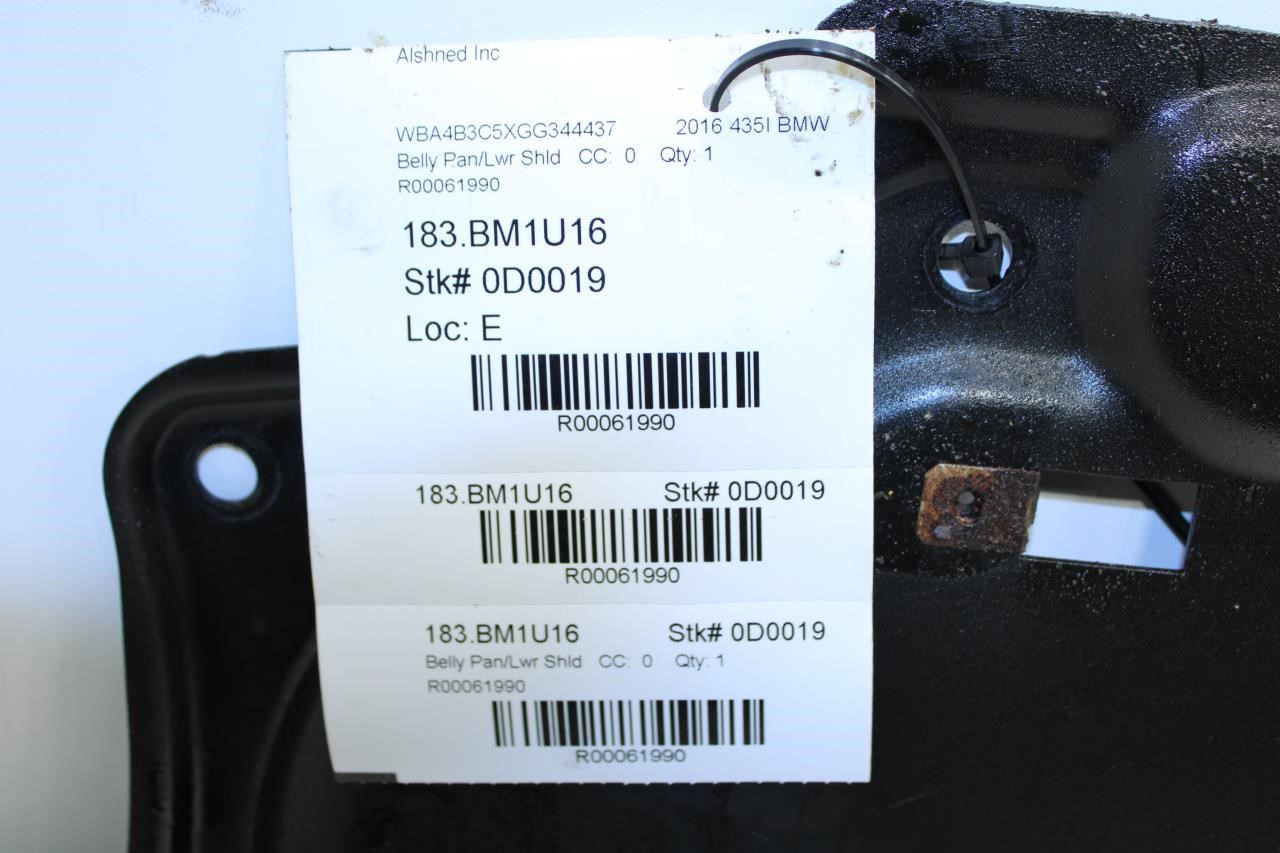 Alshned Inc
WBA4B3C5XGG344437 2016 435I BMW
Belly Pan/Lwr Shld CC: 0 Qty: 1
R00061990
183.BM1U16
Stk# 0D0019
Loc: E
R00061990
183.BM1U16 Stk# 0D0019
R00061990
183.BM1U16 Stk# 0D0019
Belly Pan/Lwr Shld CC: 0 Qty: 1
R00061990
R00061990